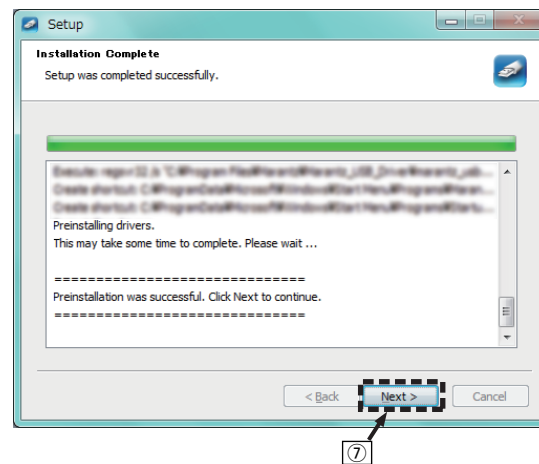 Setup
Installation Complete
Setup was completed successfully.
Preinstalling drivers.
This may take some time to complete. Please wait ...
==============================
Preinstallation was successful. Click Next to continue.
==============================
< Back
Next >
Cancel
⑦